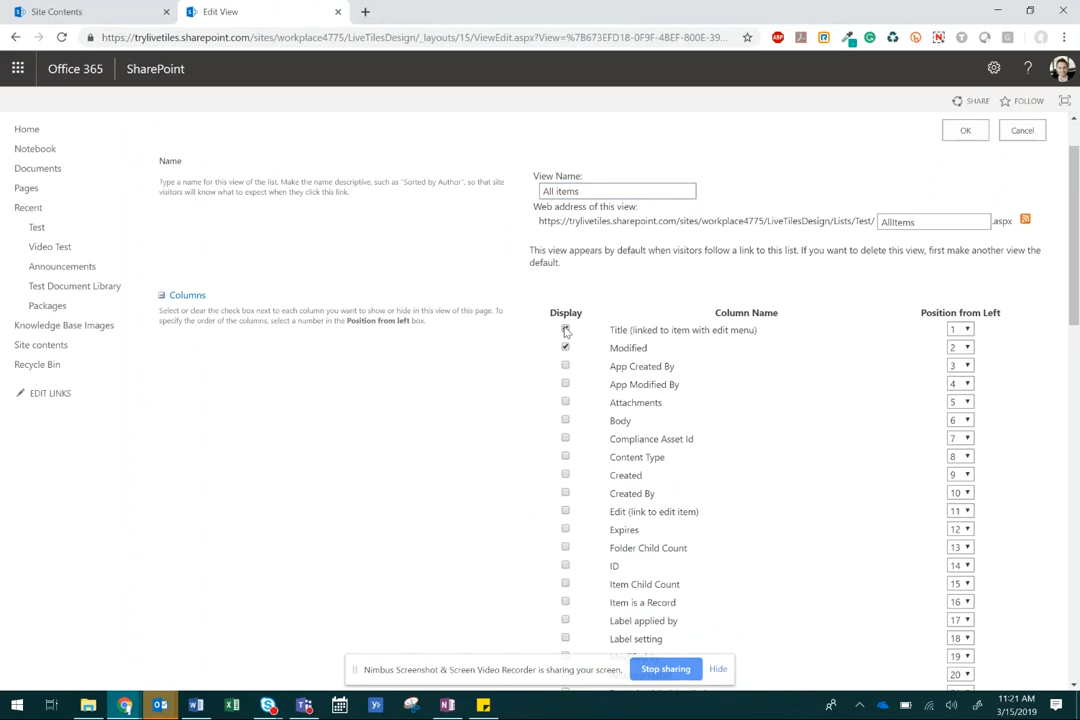 Site Contents
Edit View
https://trylivetiles.sharepoint.com/sites/workplace4775/LiveTilesDesign/_layouts/15/ViewEdit.aspx?View=%7B673EFD18-0F9F-4BEF-800E-39...
Office 365
SharePoint
SHARE
FOLLOW
Home
Notebook
Documents
Pages
Recent
Test
Video Test
Announcements
Test Document Library
Packages
Knowledge Base Images
Site contents
Recycle Bin
EDIT LINKS
OK
Cancel
Name
Type a name for this view of the list. Make the name descriptive, such as "Sorted by Author", so that site
visitors will know what to expect when they click this link.
View Name:
All items
Web address of this view:
https://trylivetiles.sharepoint.com/sites/workplace4775/LiveTilesDesign/Lists/Test/ AllItems .aspx
This view appears by default when visitors follow a link to this list. If you want to delete this view, first make another view the
default.
Columns
Select or clear the check box next to each column you want to show or hide in this view of this page. To
specify the order of the columns, select a number in the Position from left box.
Display Column Name Position from Left
Title (linked to item with edit menu) 1
Modified 2
App Created By 3
App Modified By 4
Attachments 5
Body 6
Compliance Asset Id 7
Content Type 8
Created 9
Created By 10
Edit (link to edit item) 11
Expires 12
Folder Child Count 13
ID 14
Item Child Count 15
Item is a Record 16
Label applied by 17
Label setting 18
19
20
Nimbus Screenshot & Screen Video Recorder is sharing your screen.
Stop sharing
Hide
11:21 AM
3/15/2019